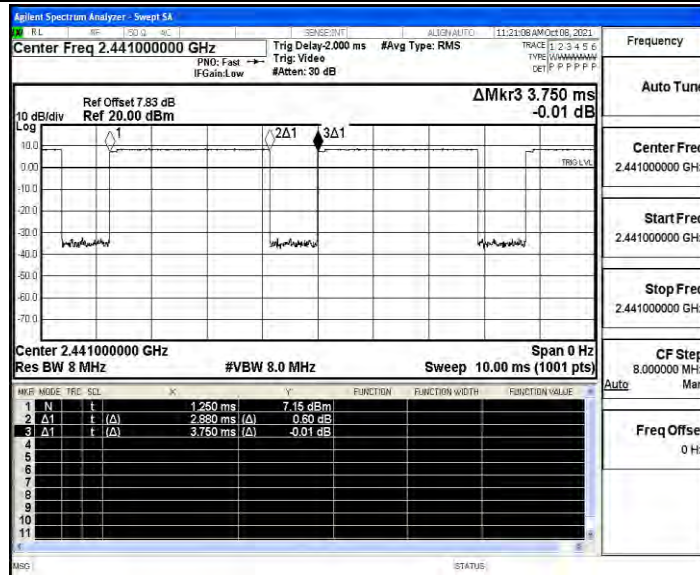 Agilent Spectrum Analyzer - Swept SA
RL RF 50 Ω AC SENSE:INT ALIGN AUTO 11:21:08 AM Oct 08, 2021
Center Freq 2.441000000 GHz
PNO: Fast
IFGain:Low
Trig Delay-2.000 ms
Trig: Video
#Atten: 30 dB
#Avg Type: RMS
TRACE 1 2 3 4 5 6
TYPE WWWWWW
DET P P P P P P
Frequency
Auto Tune
Ref Offset 7.83 dB
Ref 20.00 dBm
10 dB/div
Log
ΔMkr3 3.750 ms
-0.01 dB
1
2Δ1
3Δ1
TRIG LVL
10.0
0.00
-10.0
-20.0
-30.0
-40.0
-50.0
-60.0
-70.0
Center Freq
2.441000000 GHz
Start Freq
2.441000000 GHz
Stop Freq
2.441000000 GHz
CF Step
8.000000 MHz
Auto Man
Freq Offset
0 Hz
Center 2.441000000 GHz
Span 0 Hz
Res BW 8 MHz
#VBW 8.0 MHz
Sweep 10.00 ms (1001 pts)
MKR MODE TRC SCL X Y FUNCTION FUNCTION WIDTH FUNCTION VALUE
1 N t 1.250 ms 7.15 dBm
2 Δ1 t (Δ) 2.880 ms (Δ) 0.60 dB
3 Δ1 t (Δ) 3.750 ms (Δ) -0.01 dB
4
5
6
7
8
9
10
11
MSG
STATUS